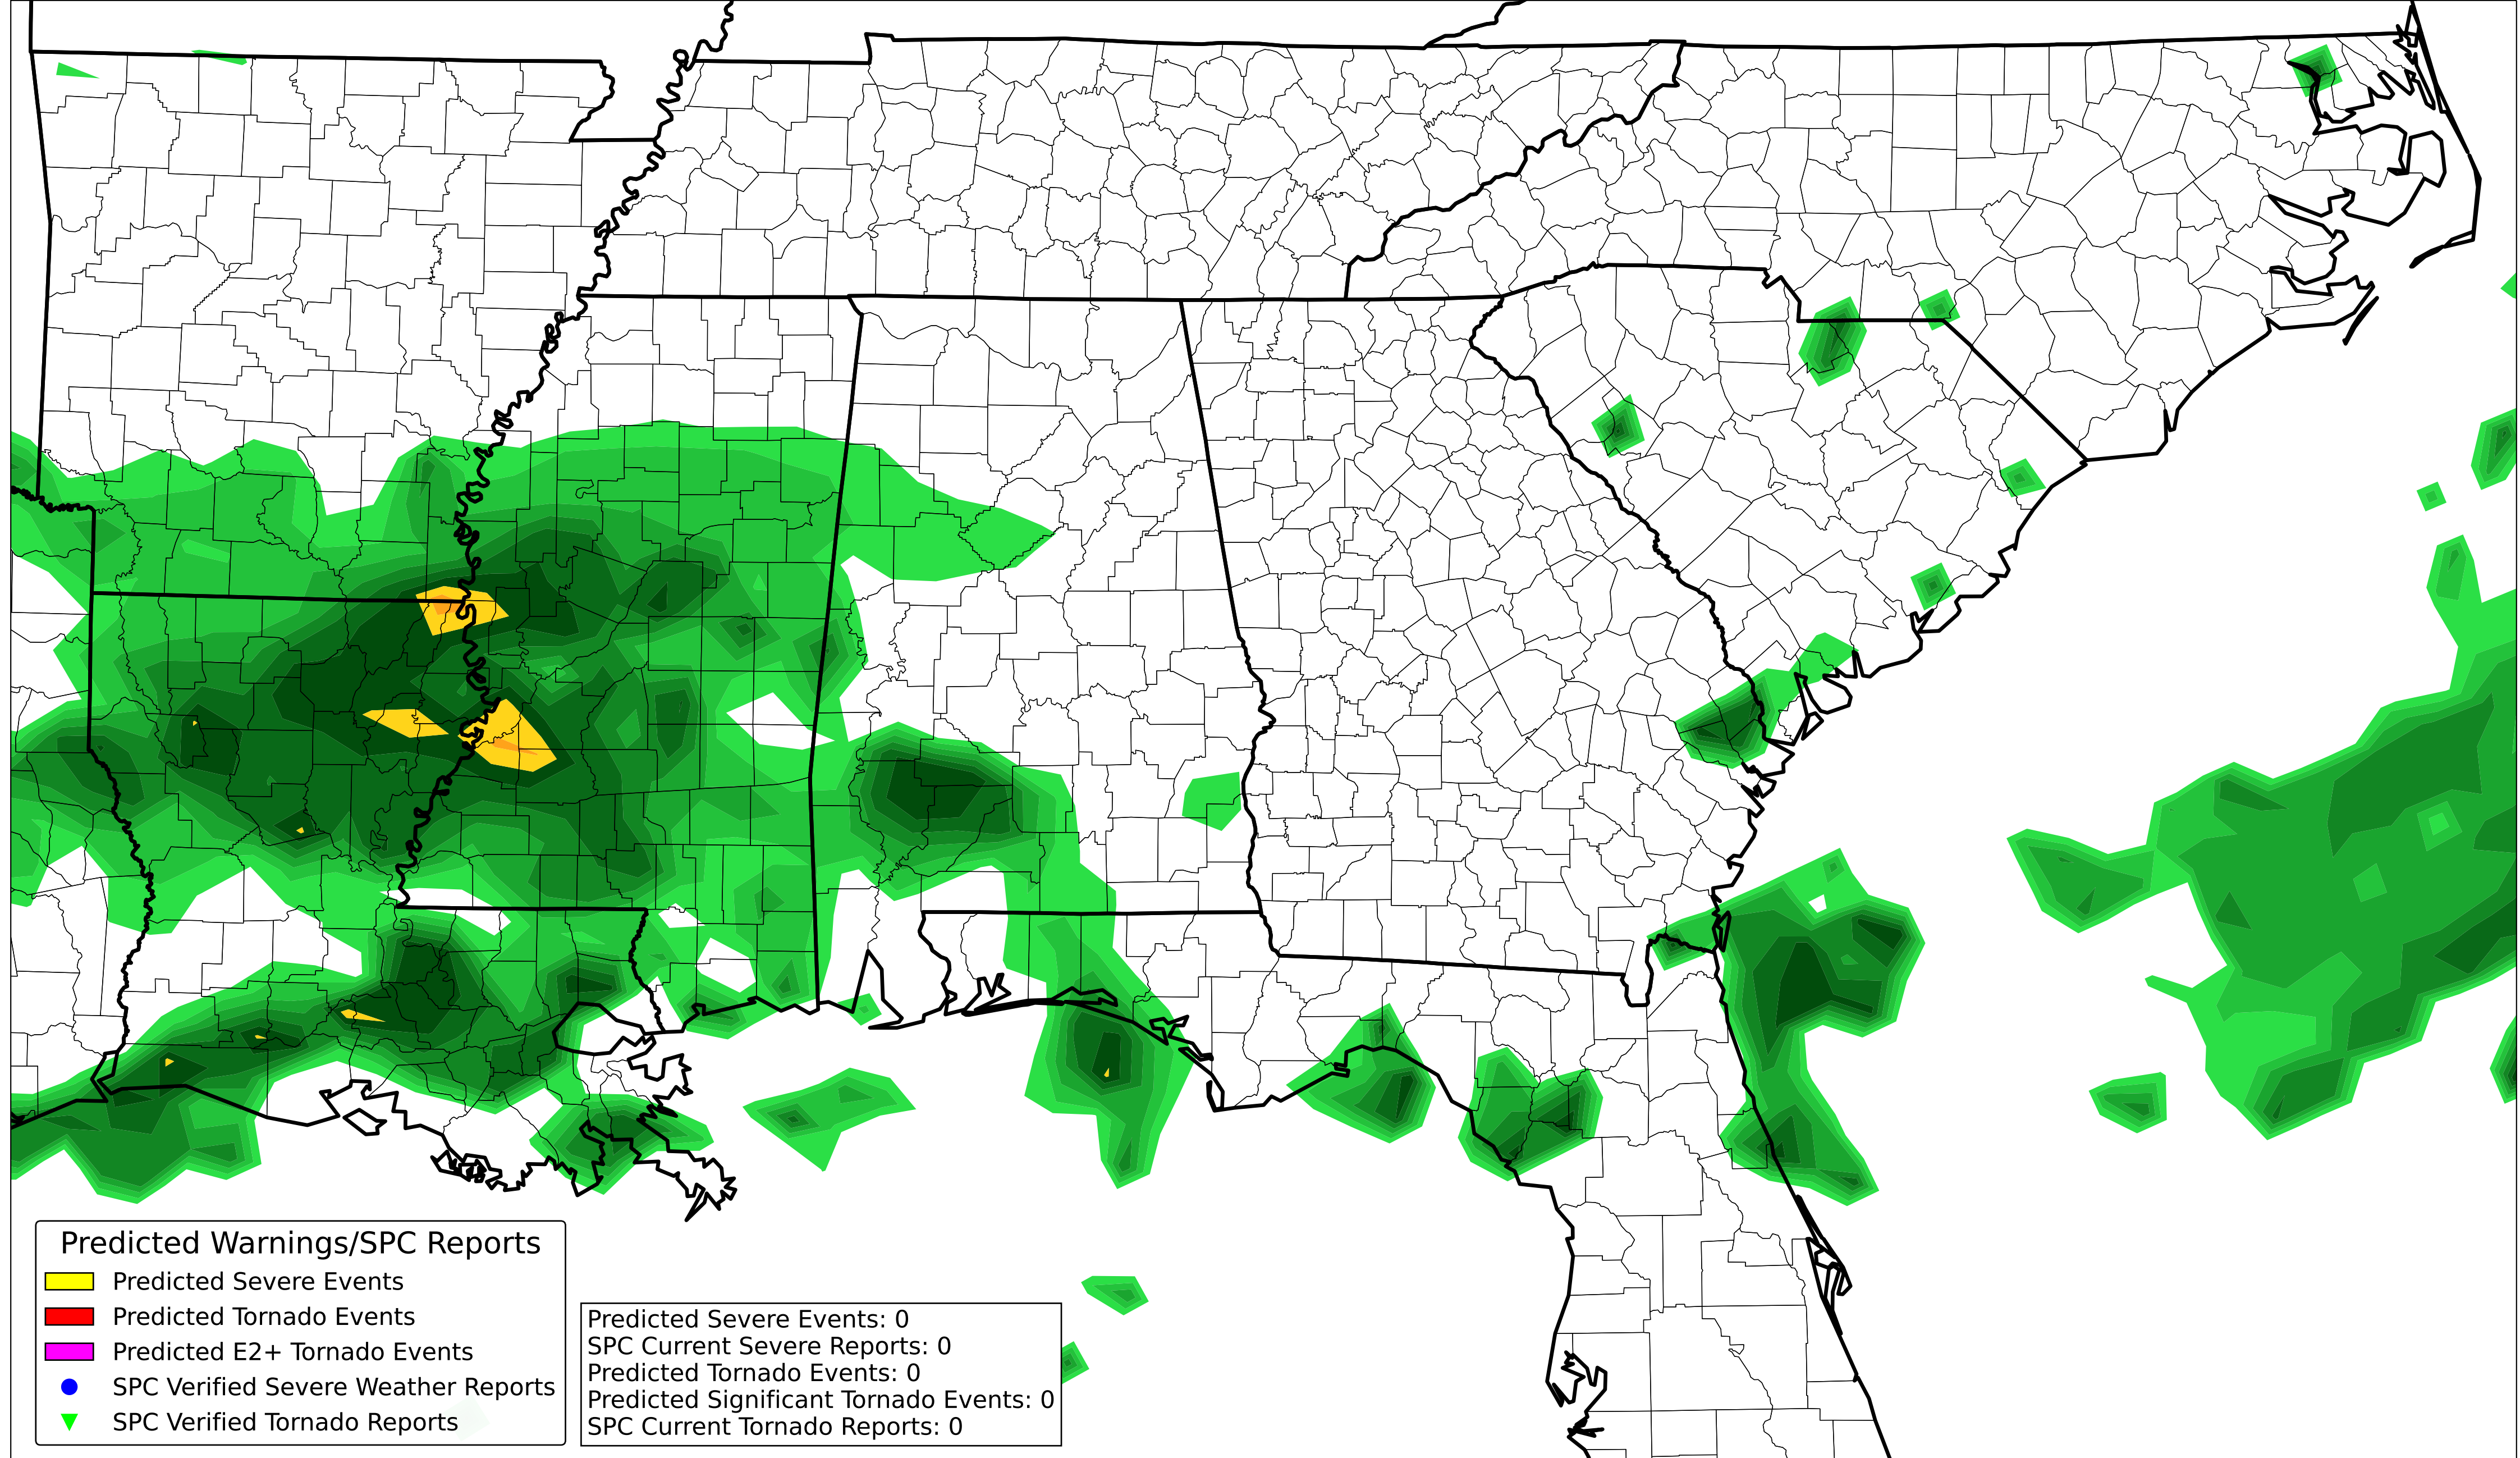 Predicted Warnings/SPC Reports
Predicted Severe Events
Predicted Tornado Events
Predicted E2+ Tornado Events
SPC Verified Severe Weather Reports
SPC Verified Tornado Reports
Predicted Severe Events: 0
SPC Current Severe Reports: 0
Predicted Tornado Events: 0
Predicted Significant Tornado Events: 0
SPC Current Tornado Reports: 0